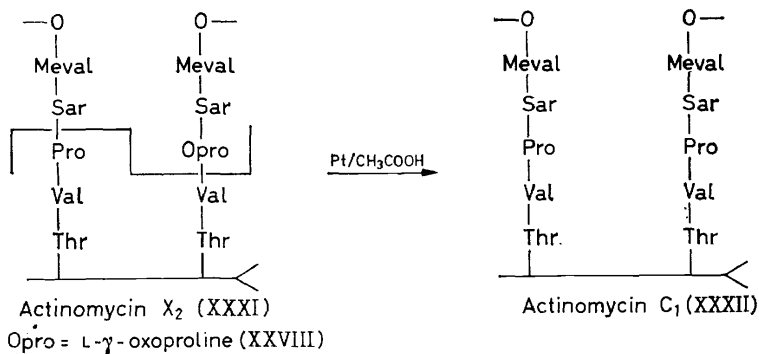 —O O— —O O—
Meval Meval Meval Meval
Sar Sar Sar Sar
Pro Opro Pro Pro
Pt/CH₃COOH
Val Val Val Val
Thr Thr Thr. Thr
Actinomycin X₂ (XXXI) Actinomycin C₁ (XXXII)
Opro = L-γ-oxoproline (XXVIII)